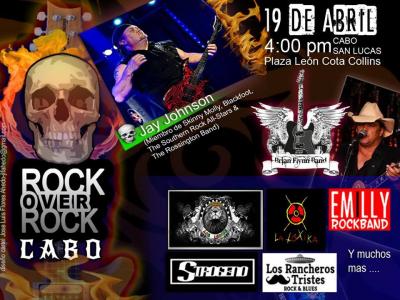 19 DE ABRIL
4:00 pm CABO
SAN LUCAS
Plaza León Cota Collins
Jay Johnson
(Miembro de Skinny Molly, Blackfoot,
The Southern Rock All-Stars &
The Rossington Band)
Brian Flynn Band
ROCK
OVER
ROCK
CABO
EMILLY
ROCKBAND
Los Rancheros
Tristes
ROCK & BLUES
Y muchos
mas ....